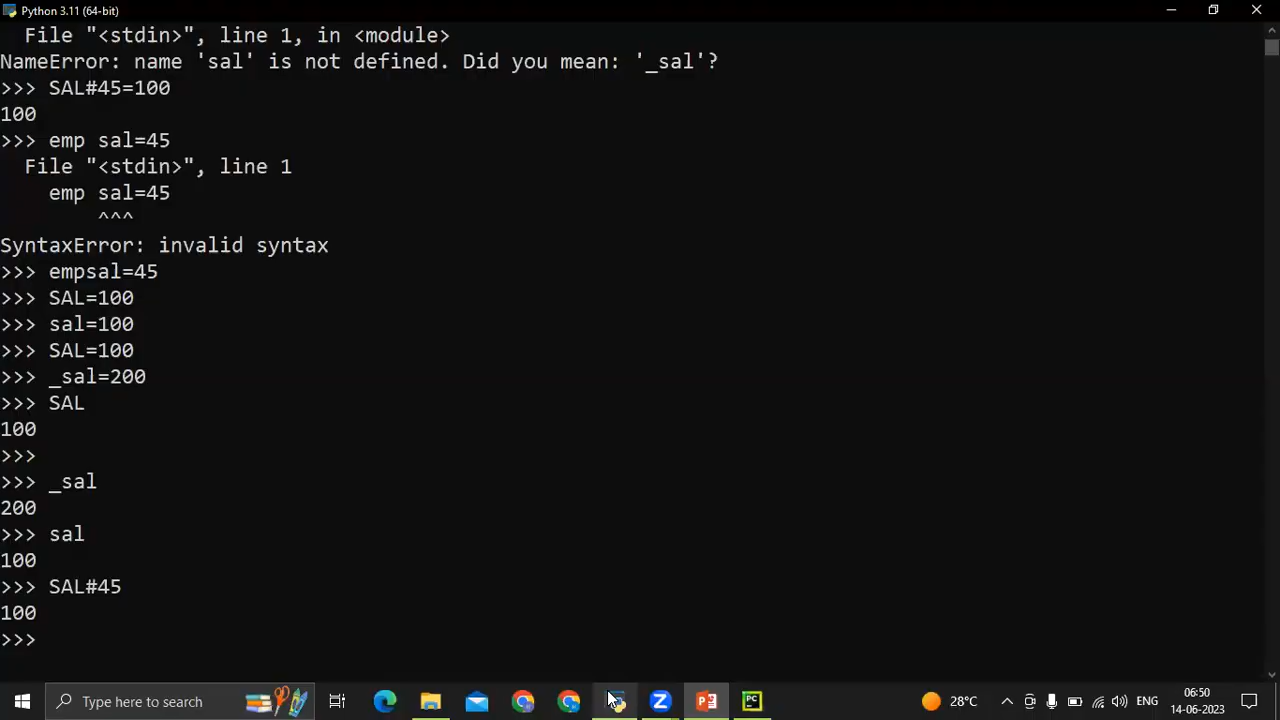 Python 3.11 (64-bit)
File "<stdin>", line 1, in <module>
NameError: name 'sal' is not defined. Did you mean: '_sal'?
>>> SAL#45=100
100
>>> emp sal=45
File "<stdin>", line 1
emp sal=45
^^^
SyntaxError: invalid syntax
>>> empsal=45
>>> SAL=100
>>> sal=100
>>> SAL=100
>>> _sal=200
>>> SAL
100
>>>
>>> _sal
200
>>> sal
100
>>> SAL#45
100
>>>
Type here to search
PC
28°C
ENG
06:50
14-06-2023